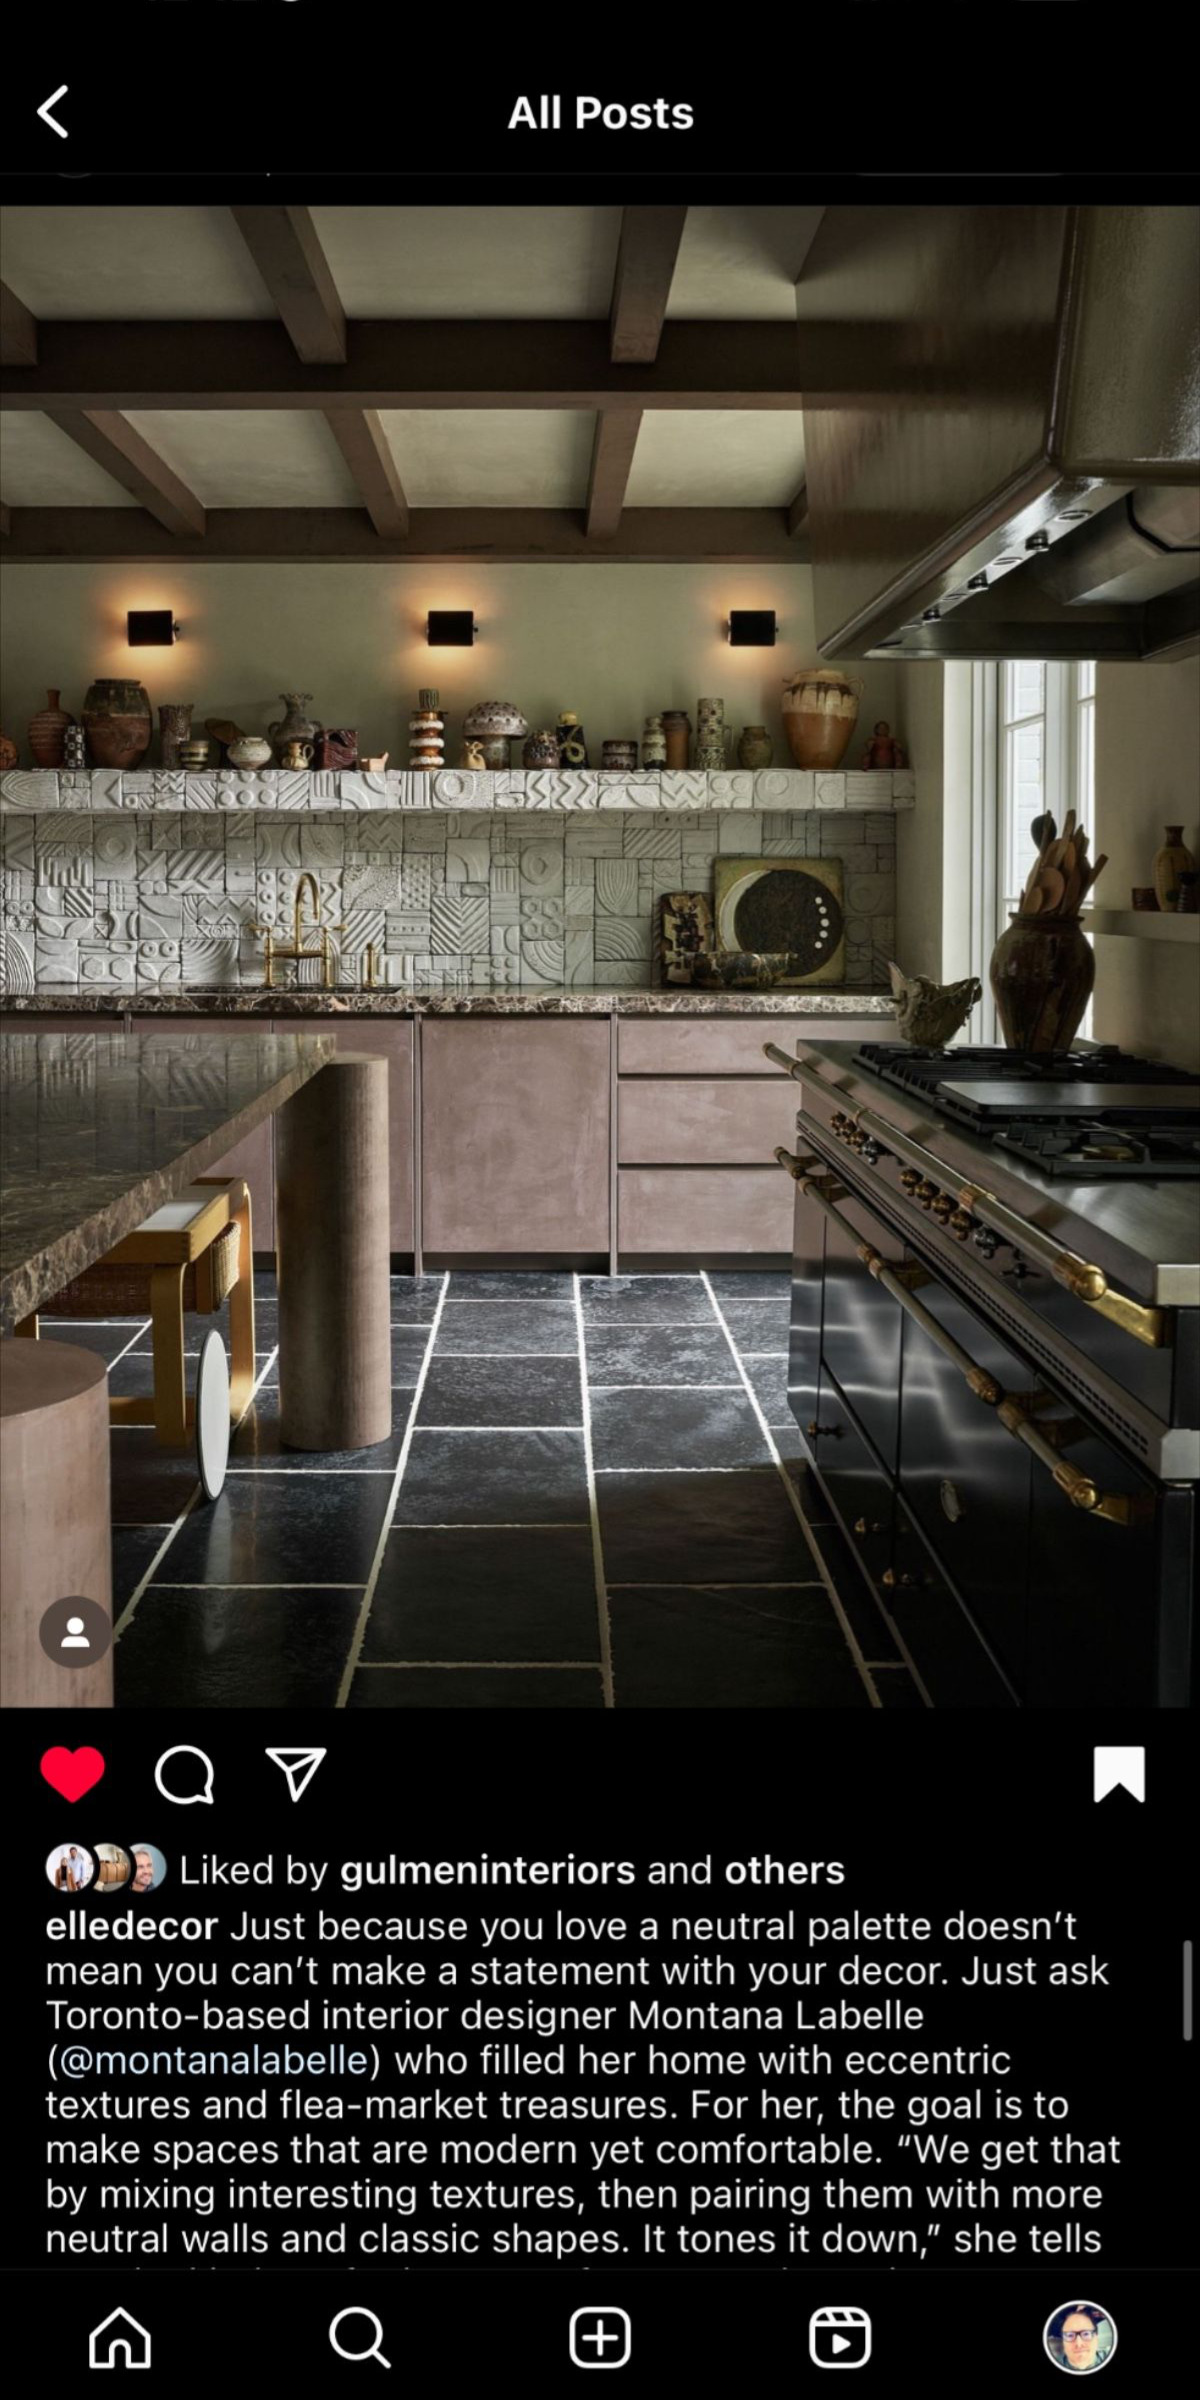 All Posts
Liked by gulmeninteriors and others
elledecor Just because you love a neutral palette doesn’t
mean you can’t make a statement with your decor. Just ask
Toronto-based interior designer Montana Labelle
(@montanalabelle) who filled her home with eccentric
textures and flea-market treasures. For her, the goal is to
make spaces that are modern yet comfortable. “We get that
by mixing interesting textures, then pairing them with more
neutral walls and classic shapes. It tones it down,” she tells